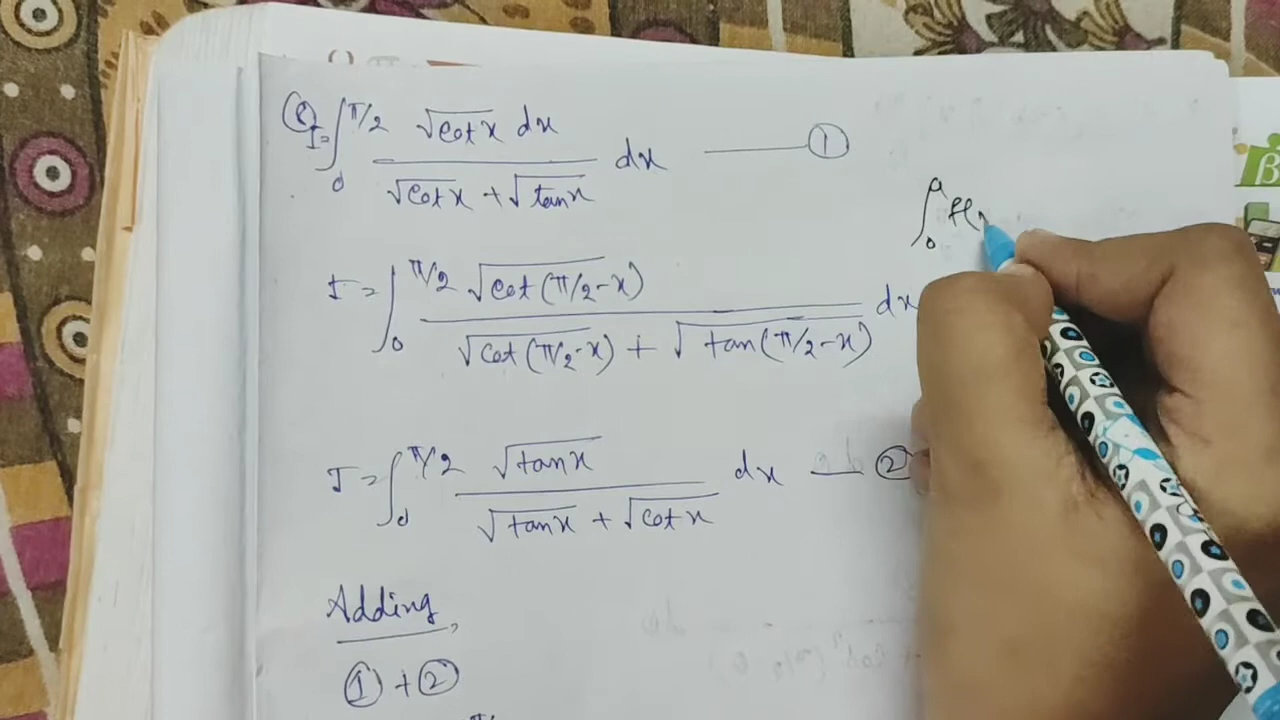 Q I = ∫₀^π/2 √cot x dx / √cot x + √tan x dx —— ①
∫₀^a f(
I = ∫₀^π/2 √cot (π/2-x) / √cot (π/2-x) + √tan (π/2-x) dx
I = ∫₀^π/2 √tan x / √tan x + √cot x dx — ②
Adding,
① + ②
β